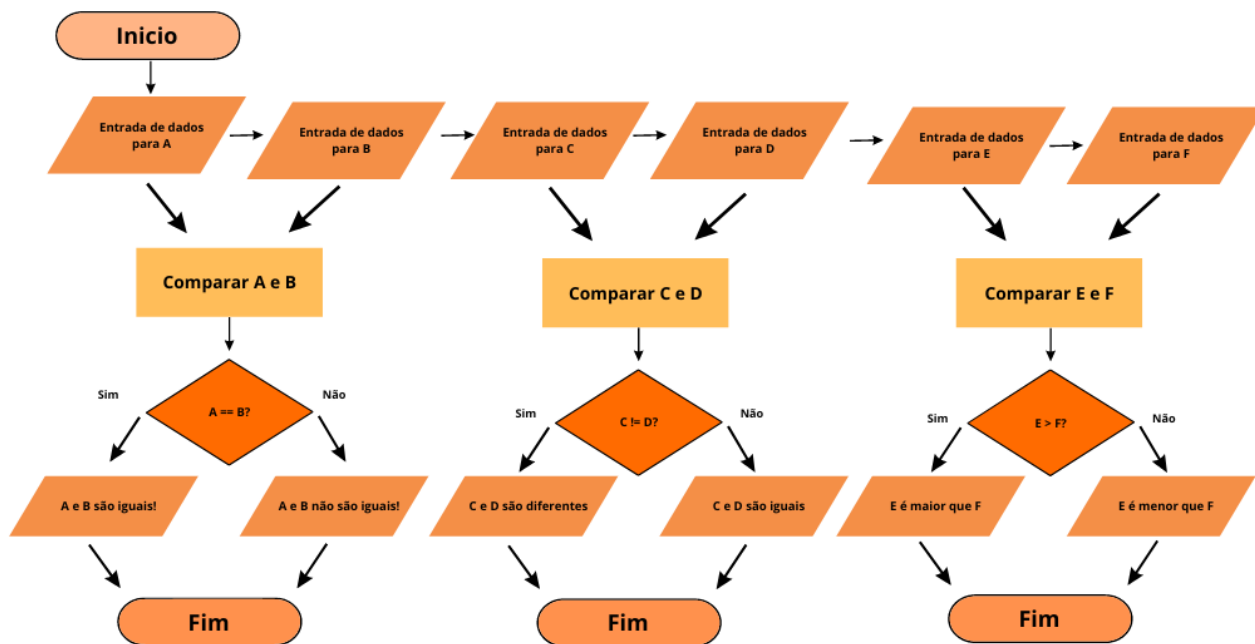 Inicio
Entrada de dados
para A
Entrada de dados
para B
Entrada de dados
para C
Entrada de dados
para D
Entrada de dados
para E
Entrada de dados
para F
Comparar A e B
Comparar C e D
Comparar E e F
Sim
A == B?
Não
Sim
C != D?
Não
Sim
E > F?
Não
A e B são iguais!
A e B não são iguais!
C e D são diferentes
C e D são iguais
E é maior que F
E é menor que F
Fim
Fim
Fim